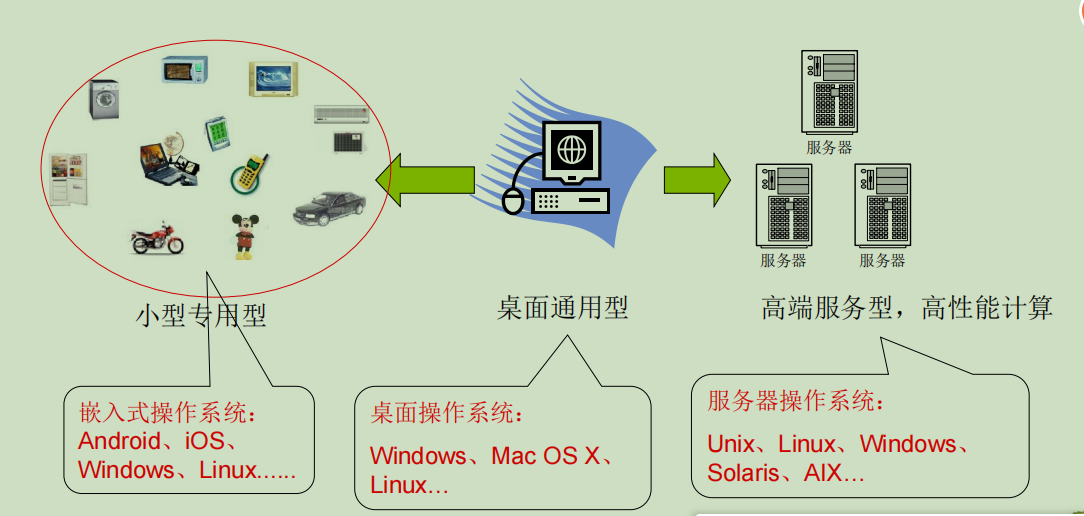 服务器
服务器
服务器
小型专用型
桌面通用型
高端服务型，高性能计算
嵌入式操作系统：
Android、iOS、
Windows、Linux......
桌面操作系统：
Windows、Mac OS X、
Linux…
服务器操作系统：
Unix、Linux、Windows、
Solaris、AIX…